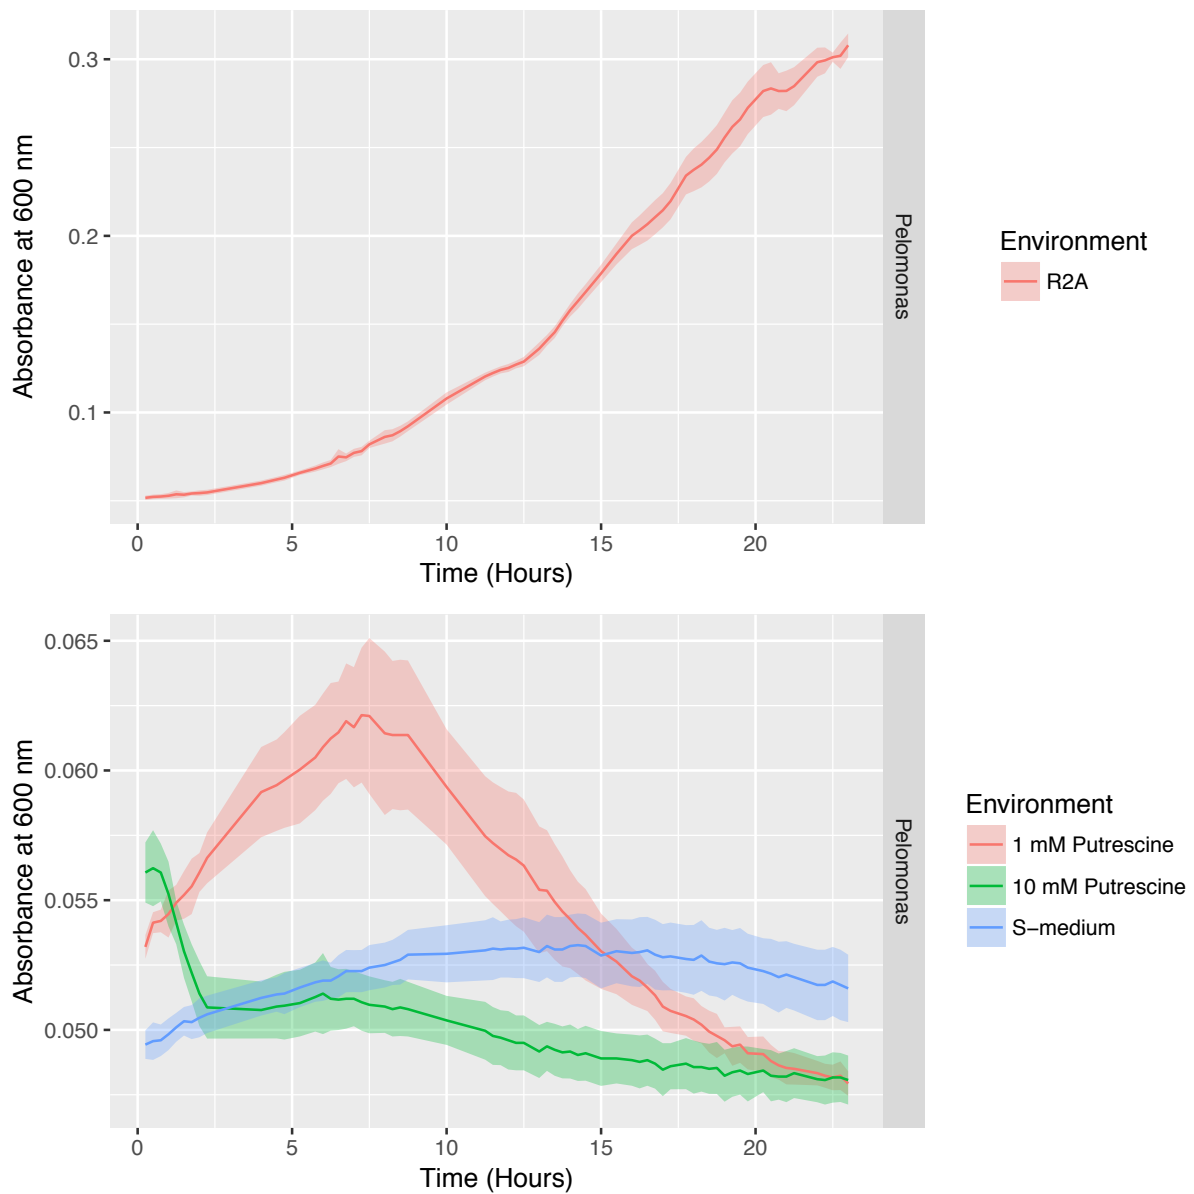 0.3
0.2
0.1
Absorbance at 600 nm
Pelomonas
0
5
10
15
20
Time (Hours)
Environment
R2A
0.065
0.060
0.055
0.050
Absorbance at 600 nm
Pelomonas
0
5
10
15
20
Time (Hours)
Environment
1 mM Putrescine
10 mM Putrescine
S−medium